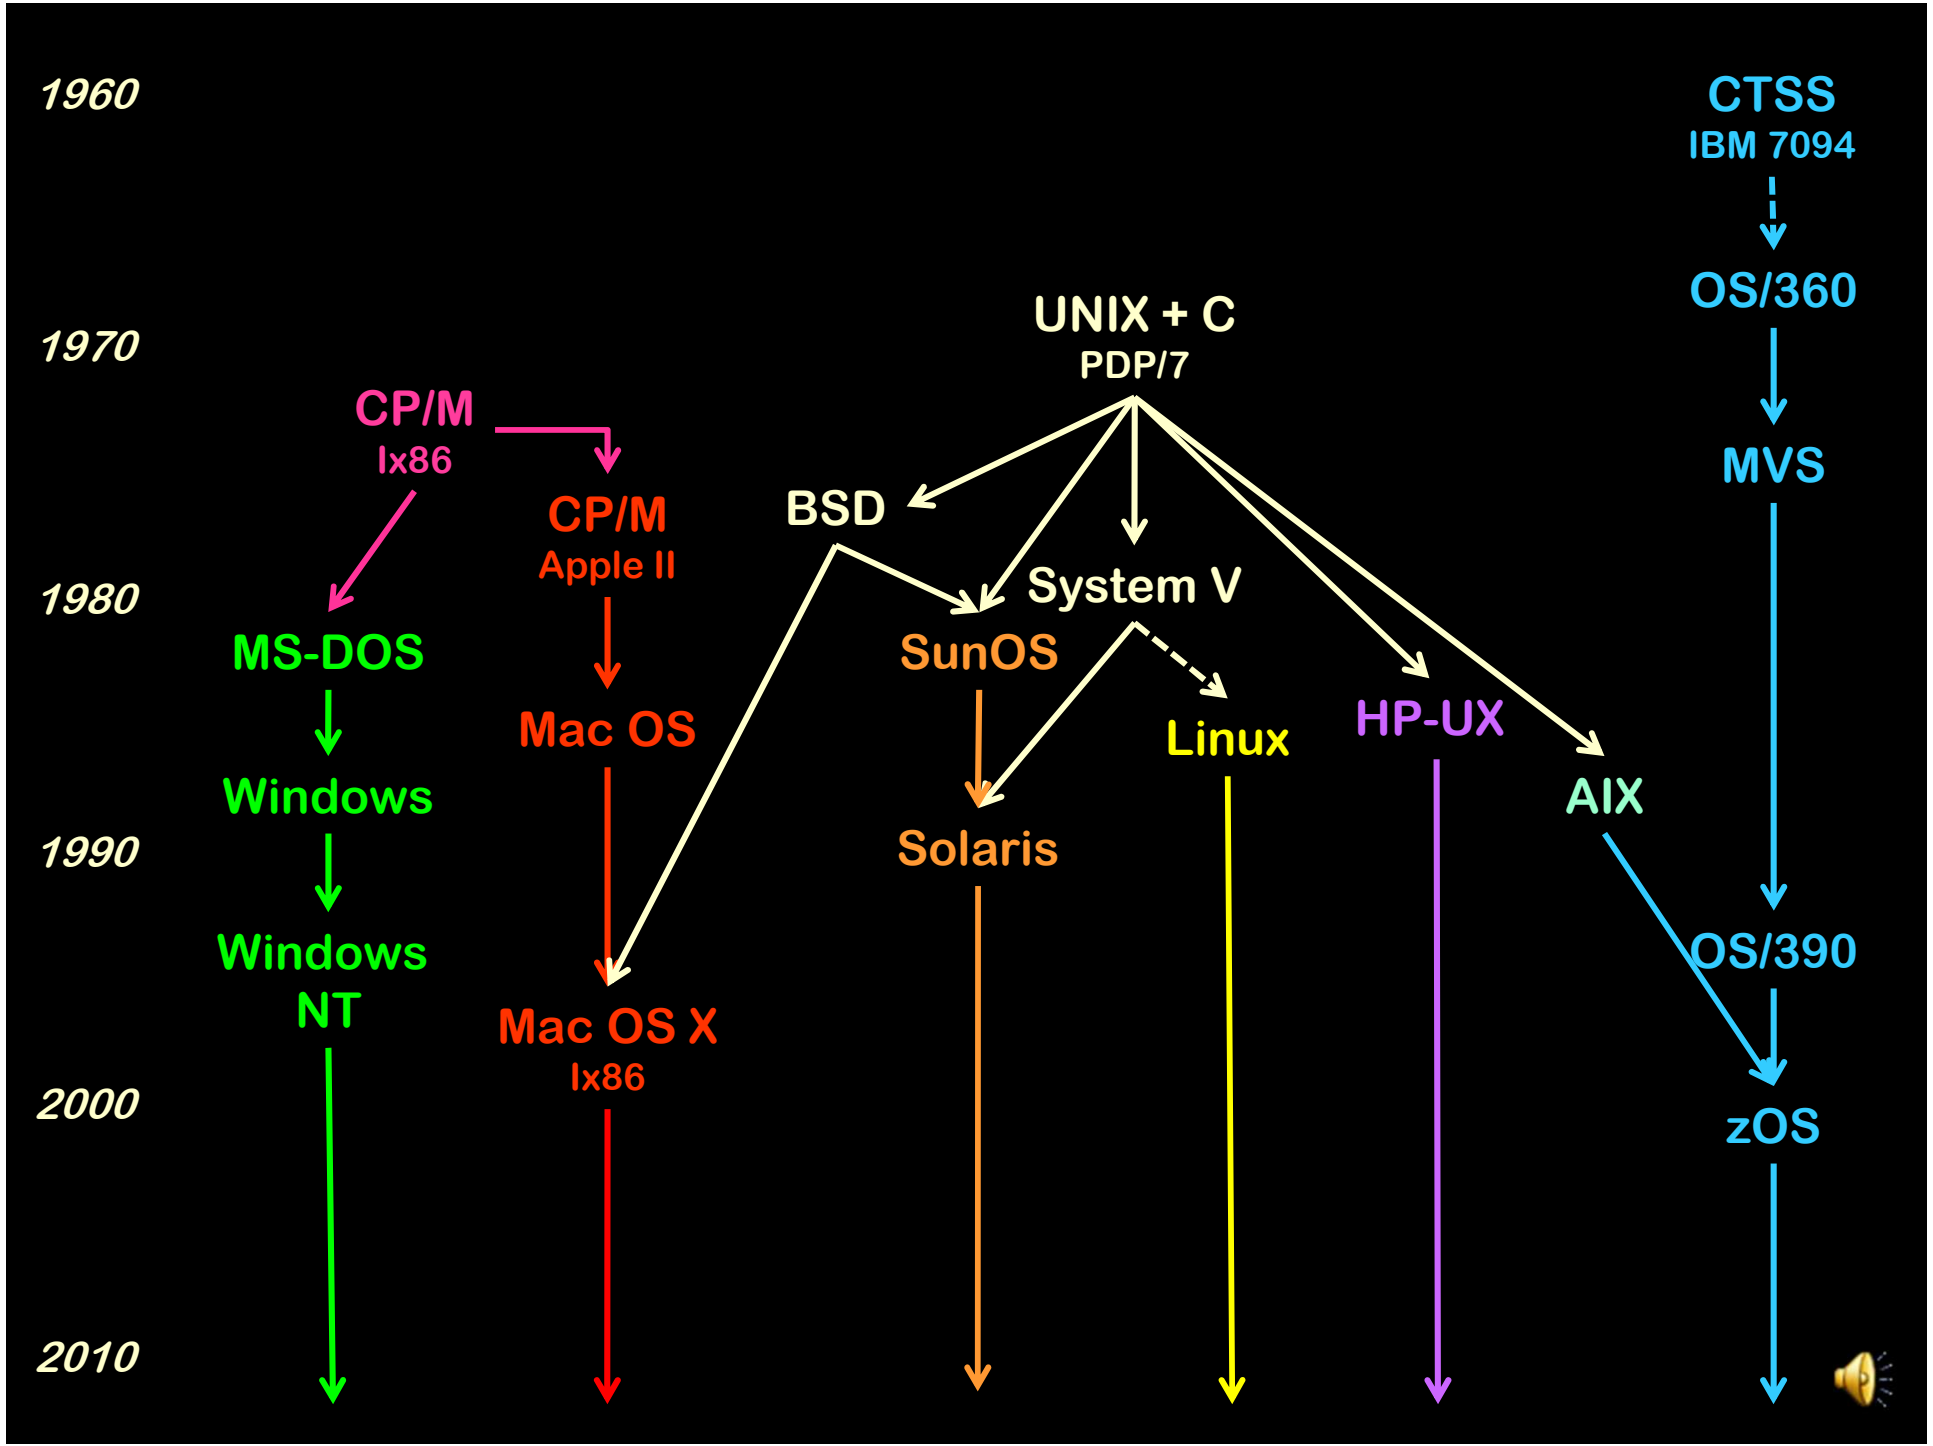 1960
CTSS
IBM 7094
OS/360
UNIX + C
1970
PDP/7
CP/M
Ix86
MVS
BSD
CP/M
Apple II
System V
1980
MS-DOS
SunOS
HP-UX
Mac OS
Linux
Windows
AIX
1990
Solaris
OS/390
Windows
NT
Mac OS X
Ix86
2000
zOS
2010